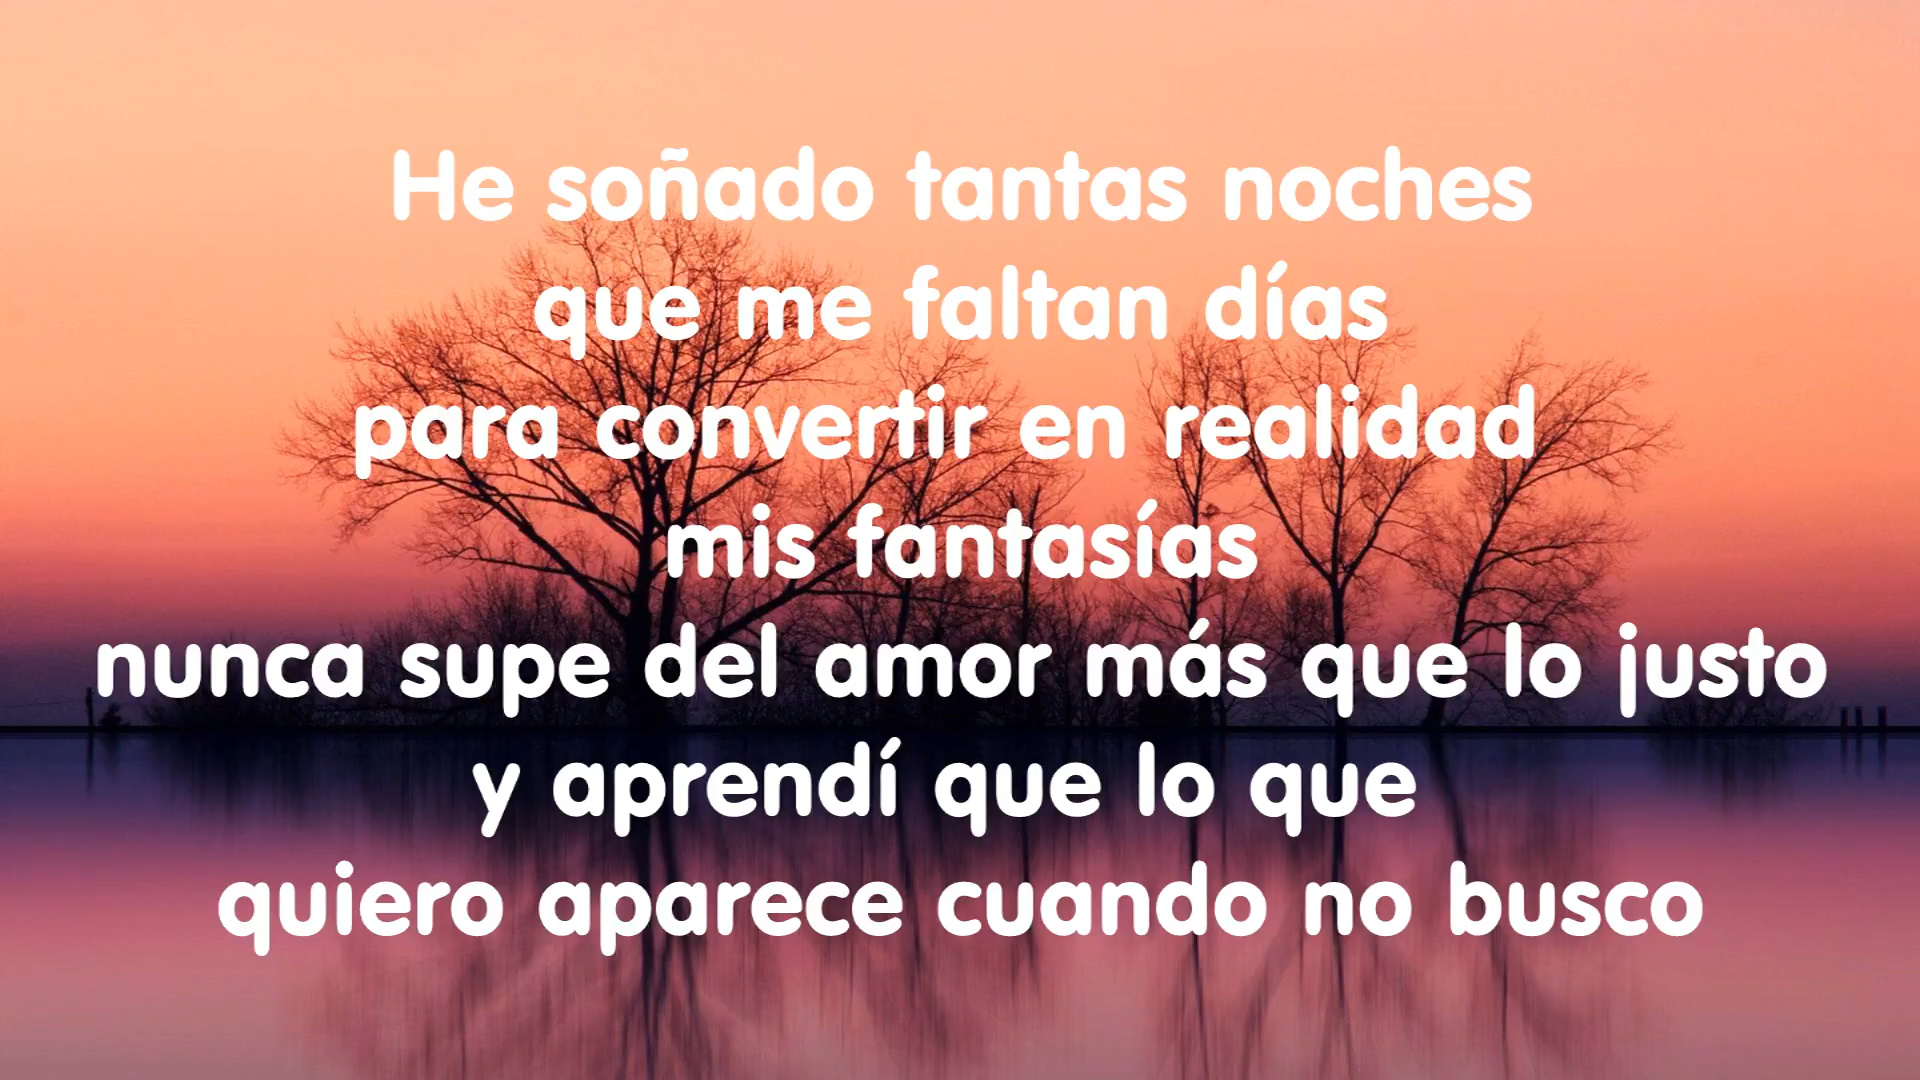 He soñado tantas noches
que me faltan días
para convertir en realidad
mis fantasías
nunca supe del amor más que lo justo
y aprendí que lo que
quiero aparece cuando no busco